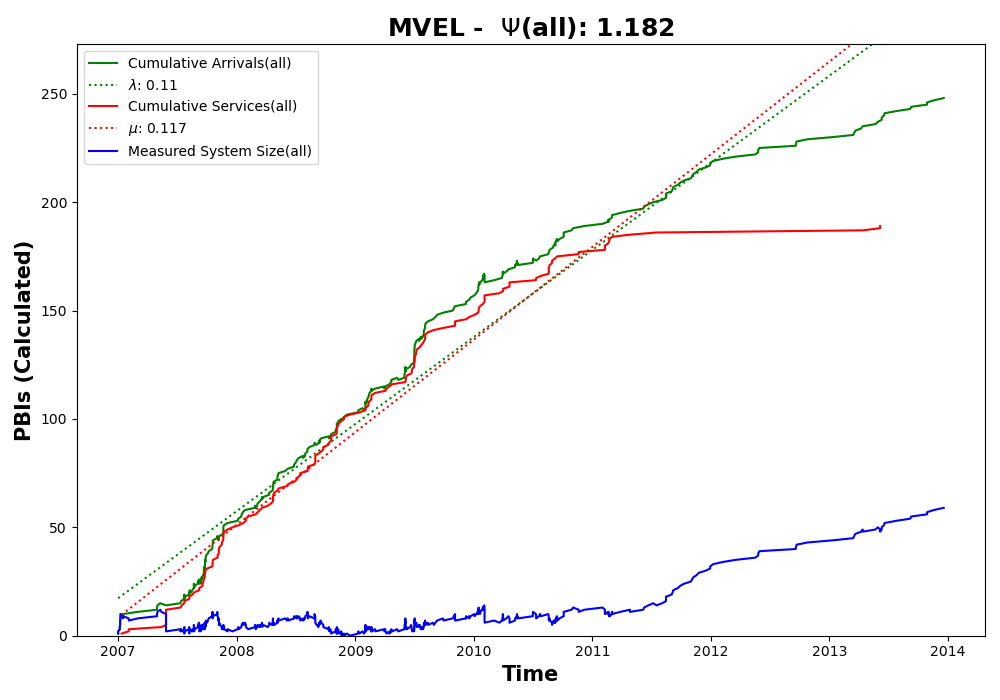 MVEL - Ψ(all): 1.182
Cumulative Arrivals(all)
λ: 0.11
Cumulative Services(all)
μ: 0.117
Measured System Size(all)
PBIs (Calculated)
250
200
150
100
50
0
2007 2008 2009 2010 2011 2012 2013 2014
Time